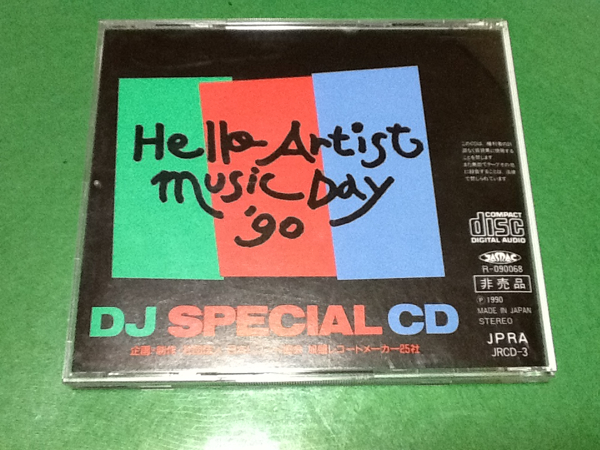 Hello Artist
music Day
'90
DJ SPECIAL CD
企画・制作
レコードメーカー25社
COMPACT
disc
DIGITAL AUDIO
JASRAC
R-090068
非売品
Ⓟ 1990
MADE IN JAPAN
STEREO
JPRA
JRCD-3